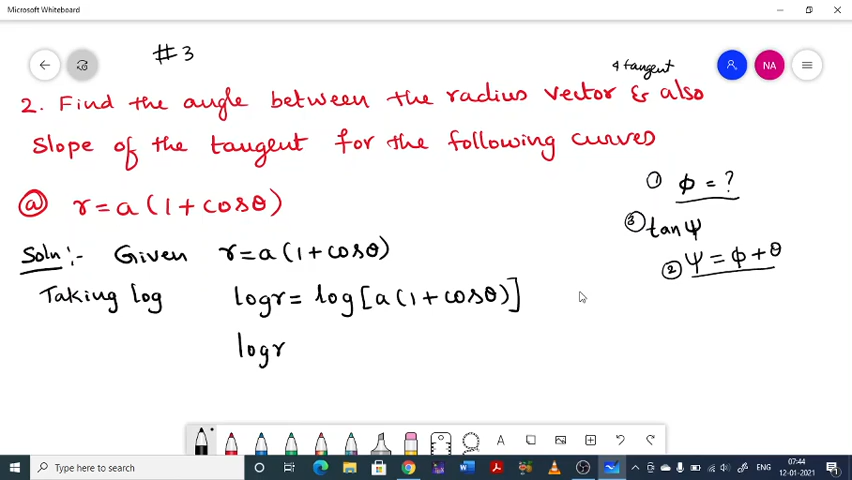 Microsoft Whiteboard
# 3
& tangent
NA
2. Find the angle between the radius vector & also
slope of the tangent for the following curves
① φ = ?
ⓐ r = a (1 + cosθ)
③ tan ψ
Soln :- Given r = a (1 + cosθ)
② ψ = φ + θ
Taking log logr = log [a (1 + cosθ)]
logr
A
Type here to search
ENG
07:44
12-01-2021